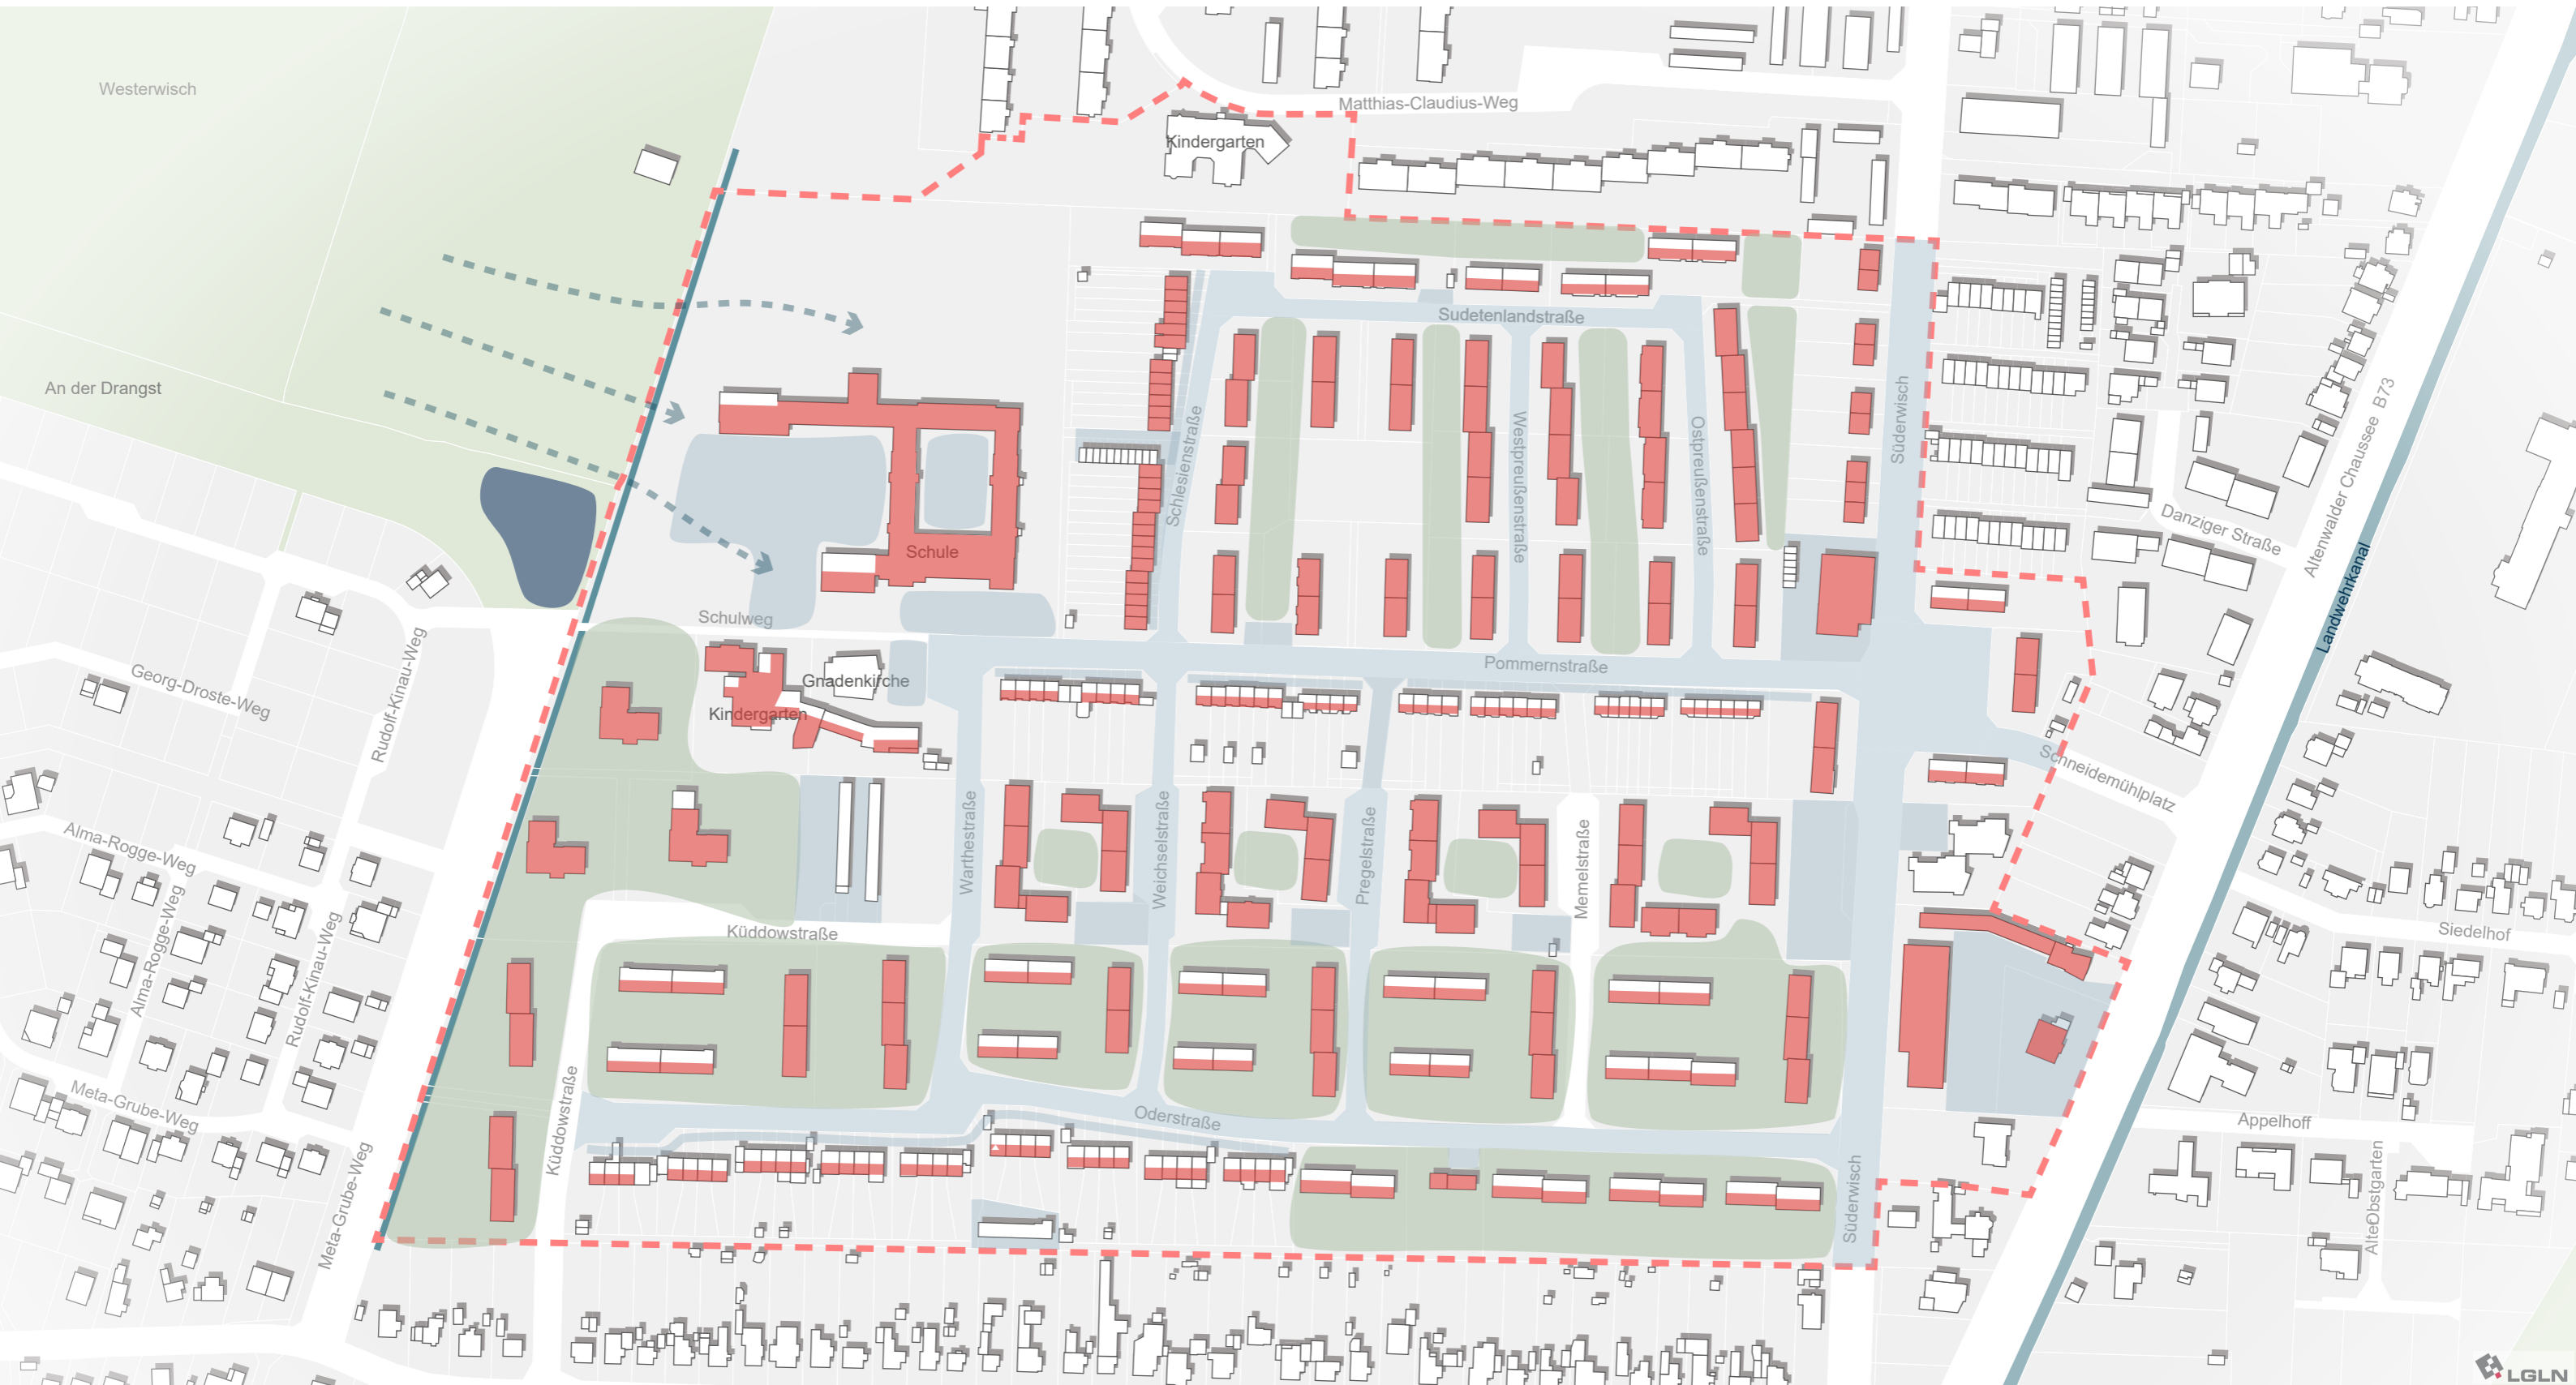 Westerwisch
Matthias-Claudius-Weg
Kindergarten
Sudetenlandstraße
An der Drangst
Süderwisch
Altenwalder Chaussee B73
Schlesienstraße
Westpreußenstraße
Ostpreußenstraße
Danziger Straße
Schule
Landwehrkanal
Schulweg
Pommernstraße
Georg-Droste-Weg
Rudolf-Kinau-Weg
Gnadenkirche
Kindergarten
Schneidemühlplatz
Alma-Rogge-Weg
Warthestraße
Weichselstraße
Pregelstraße
Memelstraße
Alma-Rogge-Weg
Rudolf-Kinau-Weg
Küddowstraße
Siedelhof
Meta-Grube-Weg
Küddowstraße
Oderstraße
Appelhoff
Meta-Grube-Weg
Süderwisch
AlteObstgarten
LGLN